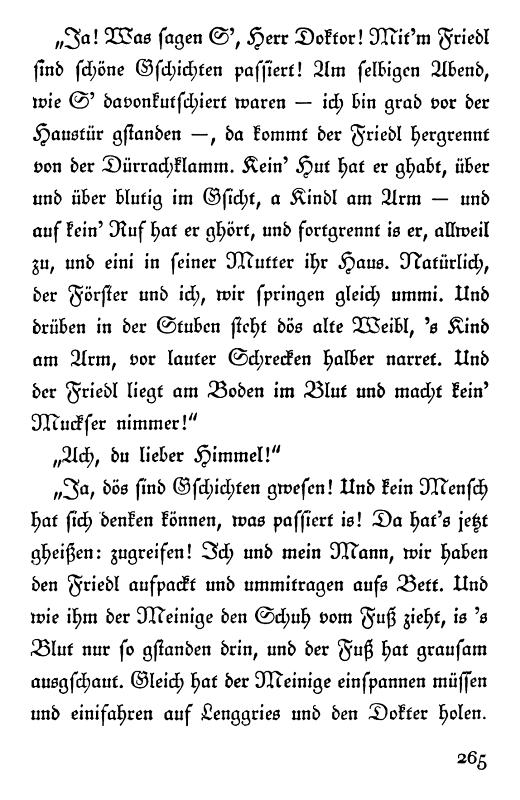 „Ja! Was sagen S’, Herr Doktor! Mit’m Friedl
sind schöne Gschichten passiert! Am selbigen Abend,
wie S’ davonkutschiert waren — ich bin grad vor der
Haustür gstanden —, da kommt der Friedl hergrennt
von der Dürrachklamm. Kein’ Hut hat er ghabt, über
und über blutig im Gsicht, a Kindl am Arm — und
auf kein’ Ruf hat er ghört, und fortgrennt is er, allweil
zu, und eini in seiner Mutter ihr Haus. Natürlich,
der Förster und ich, wir springen gleich ummi. Und
drüben in der Stuben steht dös alte Weibl, ’s Kind
am Arm, vor lauter Schrecken halber narret. Und
der Friedl liegt am Boden im Blut und macht kein’
Muckser nimmer!“
„Ach, du lieber Himmel!“
„Ja, dös sind Gschichten gwesen! Und kein Mensch
hat sich denken können, was passiert is! Da hat’s jetzt
gheißen: zugreifen! Ich und mein Mann, wir haben
den Friedl aufpackt und ummitragen aufs Bett. Und
wie ihm der Meinige den Schuh vom Fuß zieht, is ’s
Blut nur so gstanden drin, und der Fuß hat grausam
ausgschaut. Gleich hat der Meinige einspannen müssen
und einifahren auf Lenggries und den Dokter holen.
265